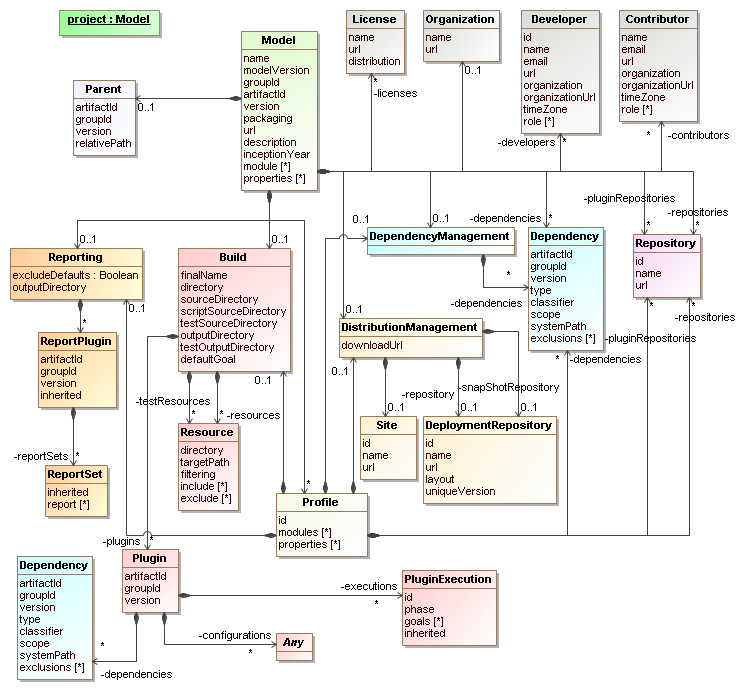 project : Model
Model
name
modelVersion
groupId
artifactId
version
packaging
url
description
inceptionYear
module [*]
properties [*]
License
name
url
distribution
Organization
name
url
Developer
id
name
email
url
organization
organizationUrl
timeZone
role [*]
Contributor
name
email
url
organization
organizationUrl
timeZone
role [*]
Parent
artifactId
groupId
version
relativePath
0..1
*
-licenses
0..1
-developers
*
*
-contributors
0..1
0..1
0..1
0..1
-dependencies
*
-pluginRepositories
*
-repositories
*
Reporting
excludeDefaults : Boolean
outputDirectory
Build
finalName
directory
sourceDirectory
scriptSourceDirectory
testSourceDirectory
outputDirectory
testOutputDirectory
defaultGoal
DependencyManagement
*
-dependencies
Dependency
artifactId
groupId
version
type
classifier
scope
systemPath
exclusions [*]
Repository
id
name
url
0..1
0..1
*
*
-pluginRepositories
*
-repositories
*
-dependencies
DistributionManagement
downloadUrl
0..1
0..1
*
ReportPlugin
artifactId
groupId
version
inherited
-testResources
*
-resources
*
-repository
-snapShotRepository
0..1
0..1
0..1
Resource
directory
targetPath
filtering
include [*]
exclude [*]
Site
id
name
url
DeploymentRepository
id
name
url
layout
uniqueVersion
-reportSets
*
ReportSet
inherited
report [*]
*
Profile
id
modules [*]
properties [*]
-plugins
*
Plugin
artifactId
groupId
version
Dependency
artifactId
groupId
version
type
classifier
scope
systemPath
exclusions [*]
*
-dependencies
-executions
*
PluginExecution
id
phase
goals [*]
inherited
-configurations
*
Any